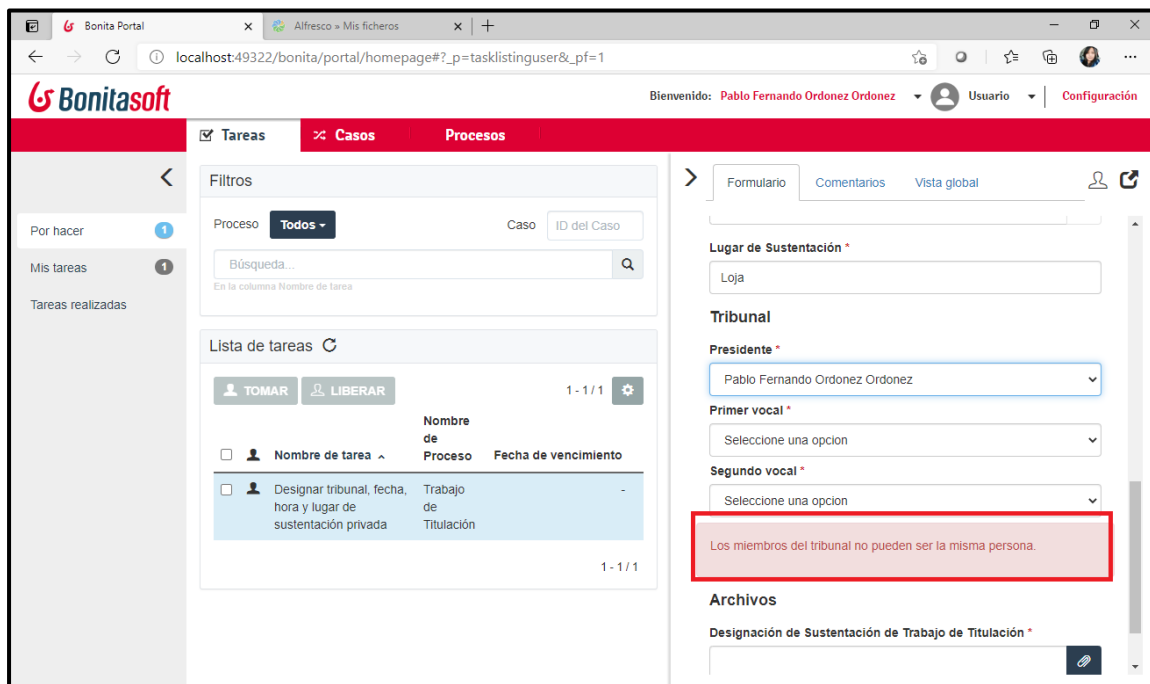 Bonita Portal
Alfresco » Mis ficheros
localhost:49322/bonita/portal/homepage#?_p=tasklistinguser&_pf=1
Bonitasoft
Bienvenido: Pablo Fernando Ordonez Ordonez
Usuario
Configuración
Tareas
Casos
Procesos
Por hacer 1
Mis tareas 1
Tareas realizadas
Filtros
Proceso Todos
Caso ID del Caso
Búsqueda...
En la columna Nombre de tarea
Lista de tareas
TOMAR LIBERAR 1 - 1 / 1
Nombre de tarea
Nombre
de
Proceso
Fecha de vencimiento
Designar tribunal, fecha,
hora y lugar de
sustentación privada
Trabajo
de
Titulación
-
1 - 1 / 1
Formulario Comentarios Vista global
Lugar de Sustentación *
Loja
Tribunal
Presidente *
Pablo Fernando Ordonez Ordonez
Primer vocal *
Seleccione una opcion
Segundo vocal *
Seleccione una opcion
Los miembros del tribunal no pueden ser la misma persona.
Archivos
Designación de Sustentación de Trabajo de Titulación *